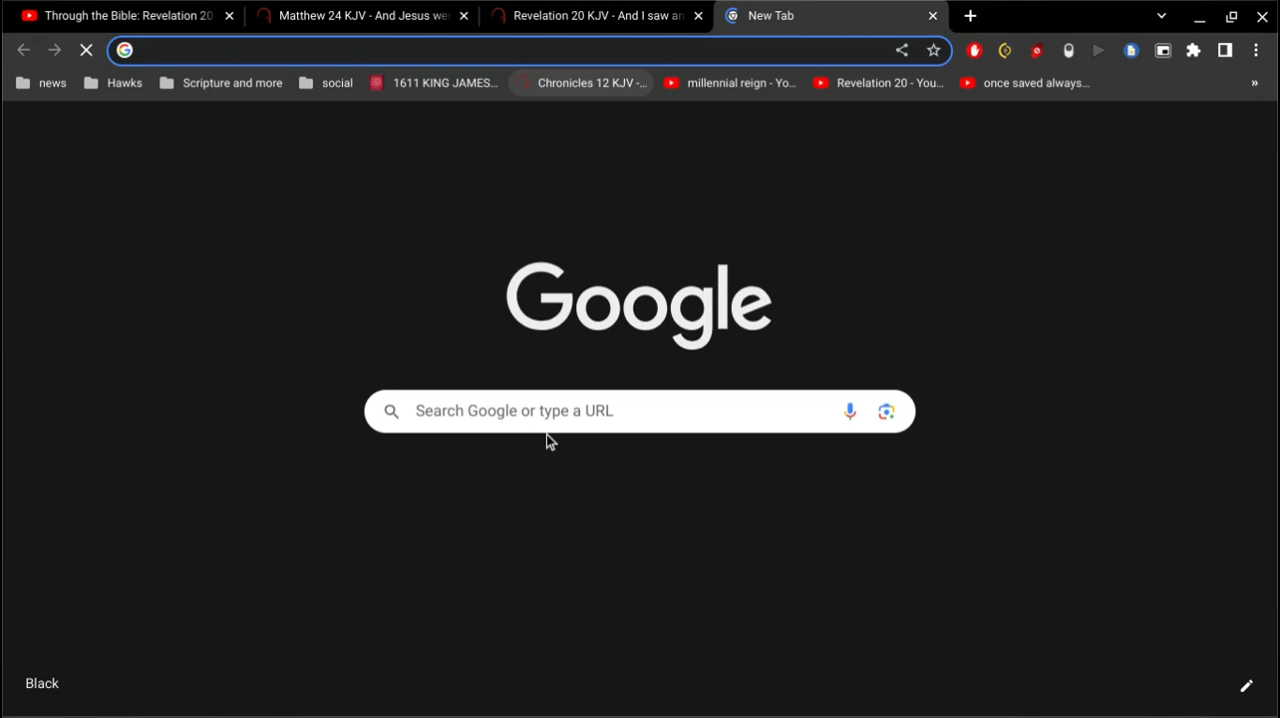 Through the Bible: Revelation 20
Matthew 24 KJV - And Jesus we
Revelation 20 KJV - And I saw an
New Tab
news
Hawks
Scripture and more
social
1611 KING JAMES...
Chronicles 12 KJV -...
millennial reign - Yo...
Revelation 20 - You...
once saved always...
»
Google
Search Google or type a URL
Black